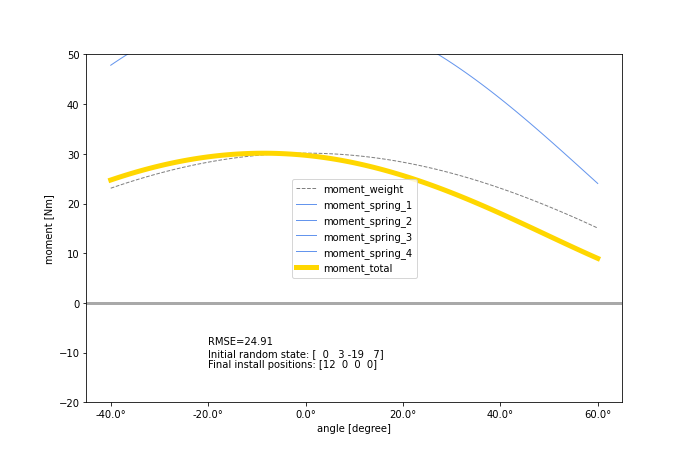 50
40
30
20
10
0
−10
−20
moment [Nm]
moment_weight
moment_spring_1
moment_spring_2
moment_spring_3
moment_spring_4
moment_total
RMSE=24.91
Initial random state: [  0   3 -19   7]
Final install positions: [12  0  0  0]
-40.0° -20.0° 0.0° 20.0° 40.0° 60.0°
angle [degree]